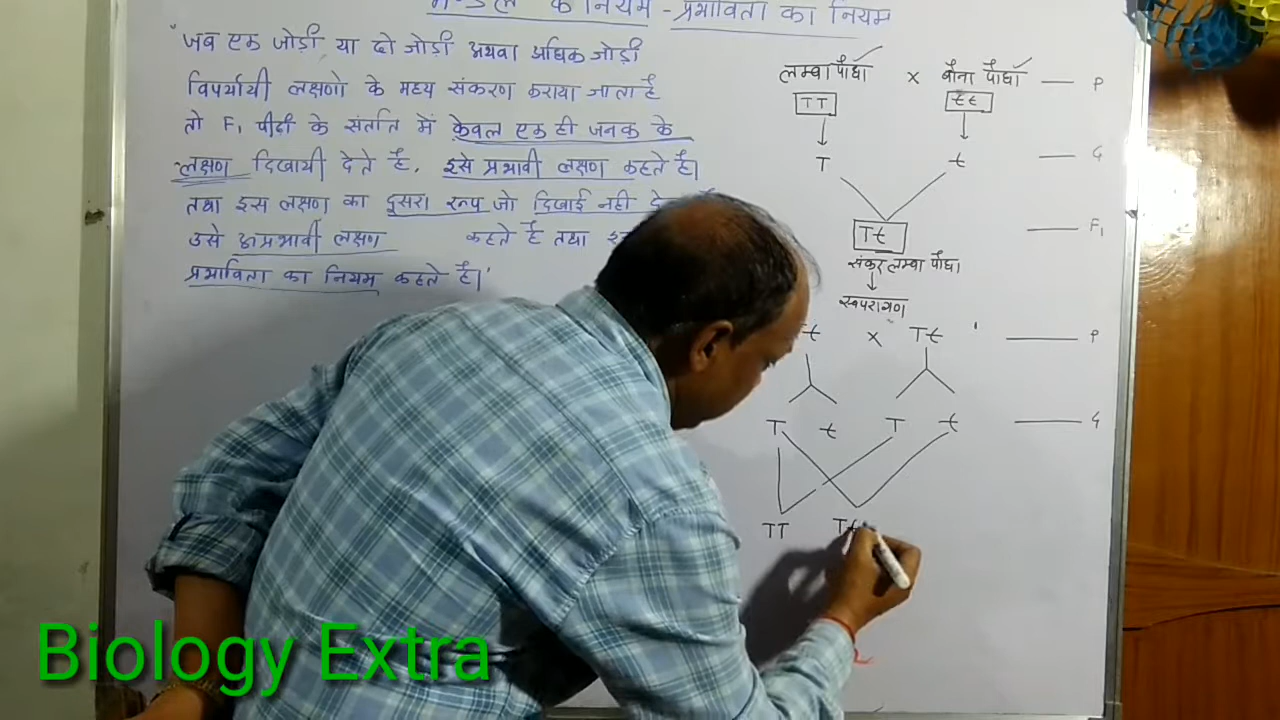 के नियम - प्रभाविता का नियम
"जब एक जोड़ी या दो जोड़ी अथवा अधिक जोड़ी
विपर्यायी लक्षणो के मध्य संकरण कराया जाता है
तो F₁ पीढी के संतति में केवल एक ही जनक के
लक्षण दिखायी देते है, इसे प्रभावी लक्षण कहते है।
तथा इस लक्षण का दुसरा रूप जो दिखाई नही
उसे अप्रभावी लक्षण कहते है तथा
प्रभाविता का नियम कहते है।'
लम्बा पौधा x बौना पौधा — P
TT tt
T t — G
Tt — F₁
संकर लम्बा पौधा
स्वपरागण
t x Tt — P
T t T t — G
TT Tt
Biology Extra